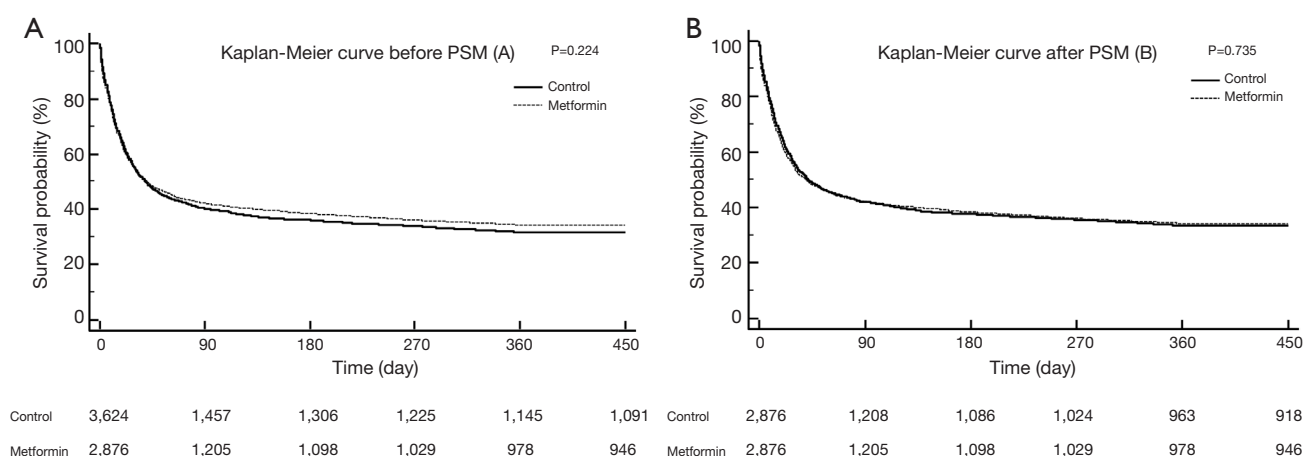 A
Kaplan-Meier curve before PSM (A)
P=0.224
Control
Metformin
Survival probability (%)
100
80
60
40
20
0
0 90 180 270 360 450
Time (day)
Control 3,624 1,457 1,306 1,225 1,145 1,091
Metformin 2,876 1,205 1,098 1,029 978 946
B
Kaplan-Meier curve after PSM (B)
P=0.735
Control
Metformin
Survival probability (%)
100
80
60
40
20
0
0 90 180 270 360 450
Time (day)
Control 2,876 1,208 1,086 1,024 963 918
Metformin 2,876 1,205 1,098 1,029 978 946